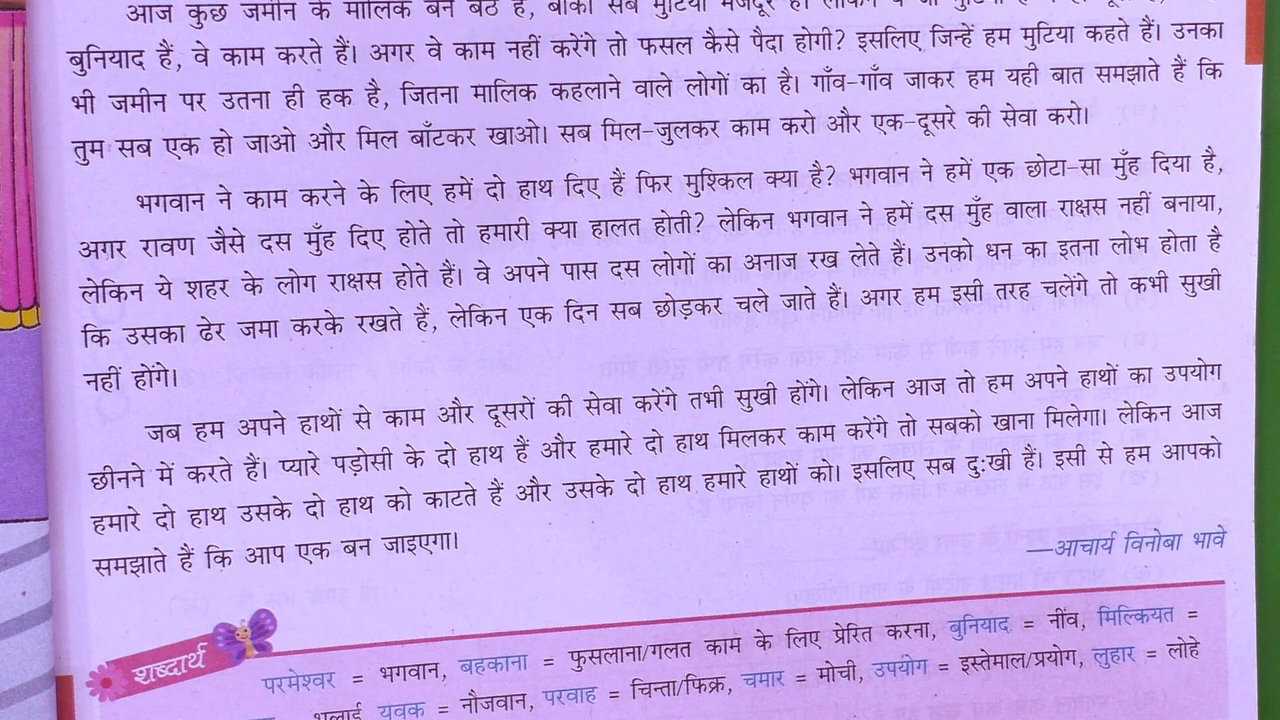 आज कुछ जमीन के मालिक बन बैठे हैं, बाकी सब मुटिया मजदूर हैं।
बुनियाद हैं, वे काम करते हैं। अगर वे काम नहीं करेंगे तो फसल कैसे पैदा होगी? इसलिए जिन्हें हम मुटिया कहते हैं। उनका
भी जमीन पर उतना ही हक है, जितना मालिक कहलाने वाले लोगों का है। गाँव-गाँव जाकर हम यही बात समझाते हैं कि
तुम सब एक हो जाओ और मिल बाँटकर खाओ। सब मिल-जुलकर काम करो और एक-दूसरे की सेवा करो।
भगवान ने काम करने के लिए हमें दो हाथ दिए हैं फिर मुश्किल क्या है? भगवान ने हमें एक छोटा-सा मुँह दिया है,
अगर रावण जैसे दस मुँह दिए होते तो हमारी क्या हालत होती? लेकिन भगवान ने हमें दस मुँह वाला राक्षस नहीं बनाया,
लेकिन ये शहर के लोग राक्षस होते हैं। वे अपने पास दस लोगों का अनाज रख लेते हैं। उनको धन का इतना लोभ होता है
कि उसका ढेर जमा करके रखते हैं, लेकिन एक दिन सब छोड़कर चले जाते हैं। अगर हम इसी तरह चलेंगे तो कभी सुखी
नहीं होंगे।
जब हम अपने हाथों से काम और दूसरों की सेवा करेंगे तभी सुखी होंगे। लेकिन आज तो हम अपने हाथों का उपयोग
छीनने में करते हैं। प्यारे पड़ोसी के दो हाथ हैं और हमारे दो हाथ मिलकर काम करेंगे तो सबको खाना मिलेगा। लेकिन आज
हमारे दो हाथ उसके दो हाथ को काटते हैं और उसके दो हाथ हमारे हाथों को। इसलिए सब दुःखी हैं। इसी से हम आपको
समझाते हैं कि आप एक बन जाइएगा।
—आचार्य विनोबा भावे
शब्दार्थ
परमेश्वर = भगवान, बहकाना = फुसलाना/गलत काम के लिए प्रेरित करना, बुनियाद = नींव, मिल्कियत =
भलाई, युवक = नौजवान, परवाह = चिन्ता/फिक्र, चमार = मोची, उपयोग = इस्तेमाल/प्रयोग, लुहार = लोहे